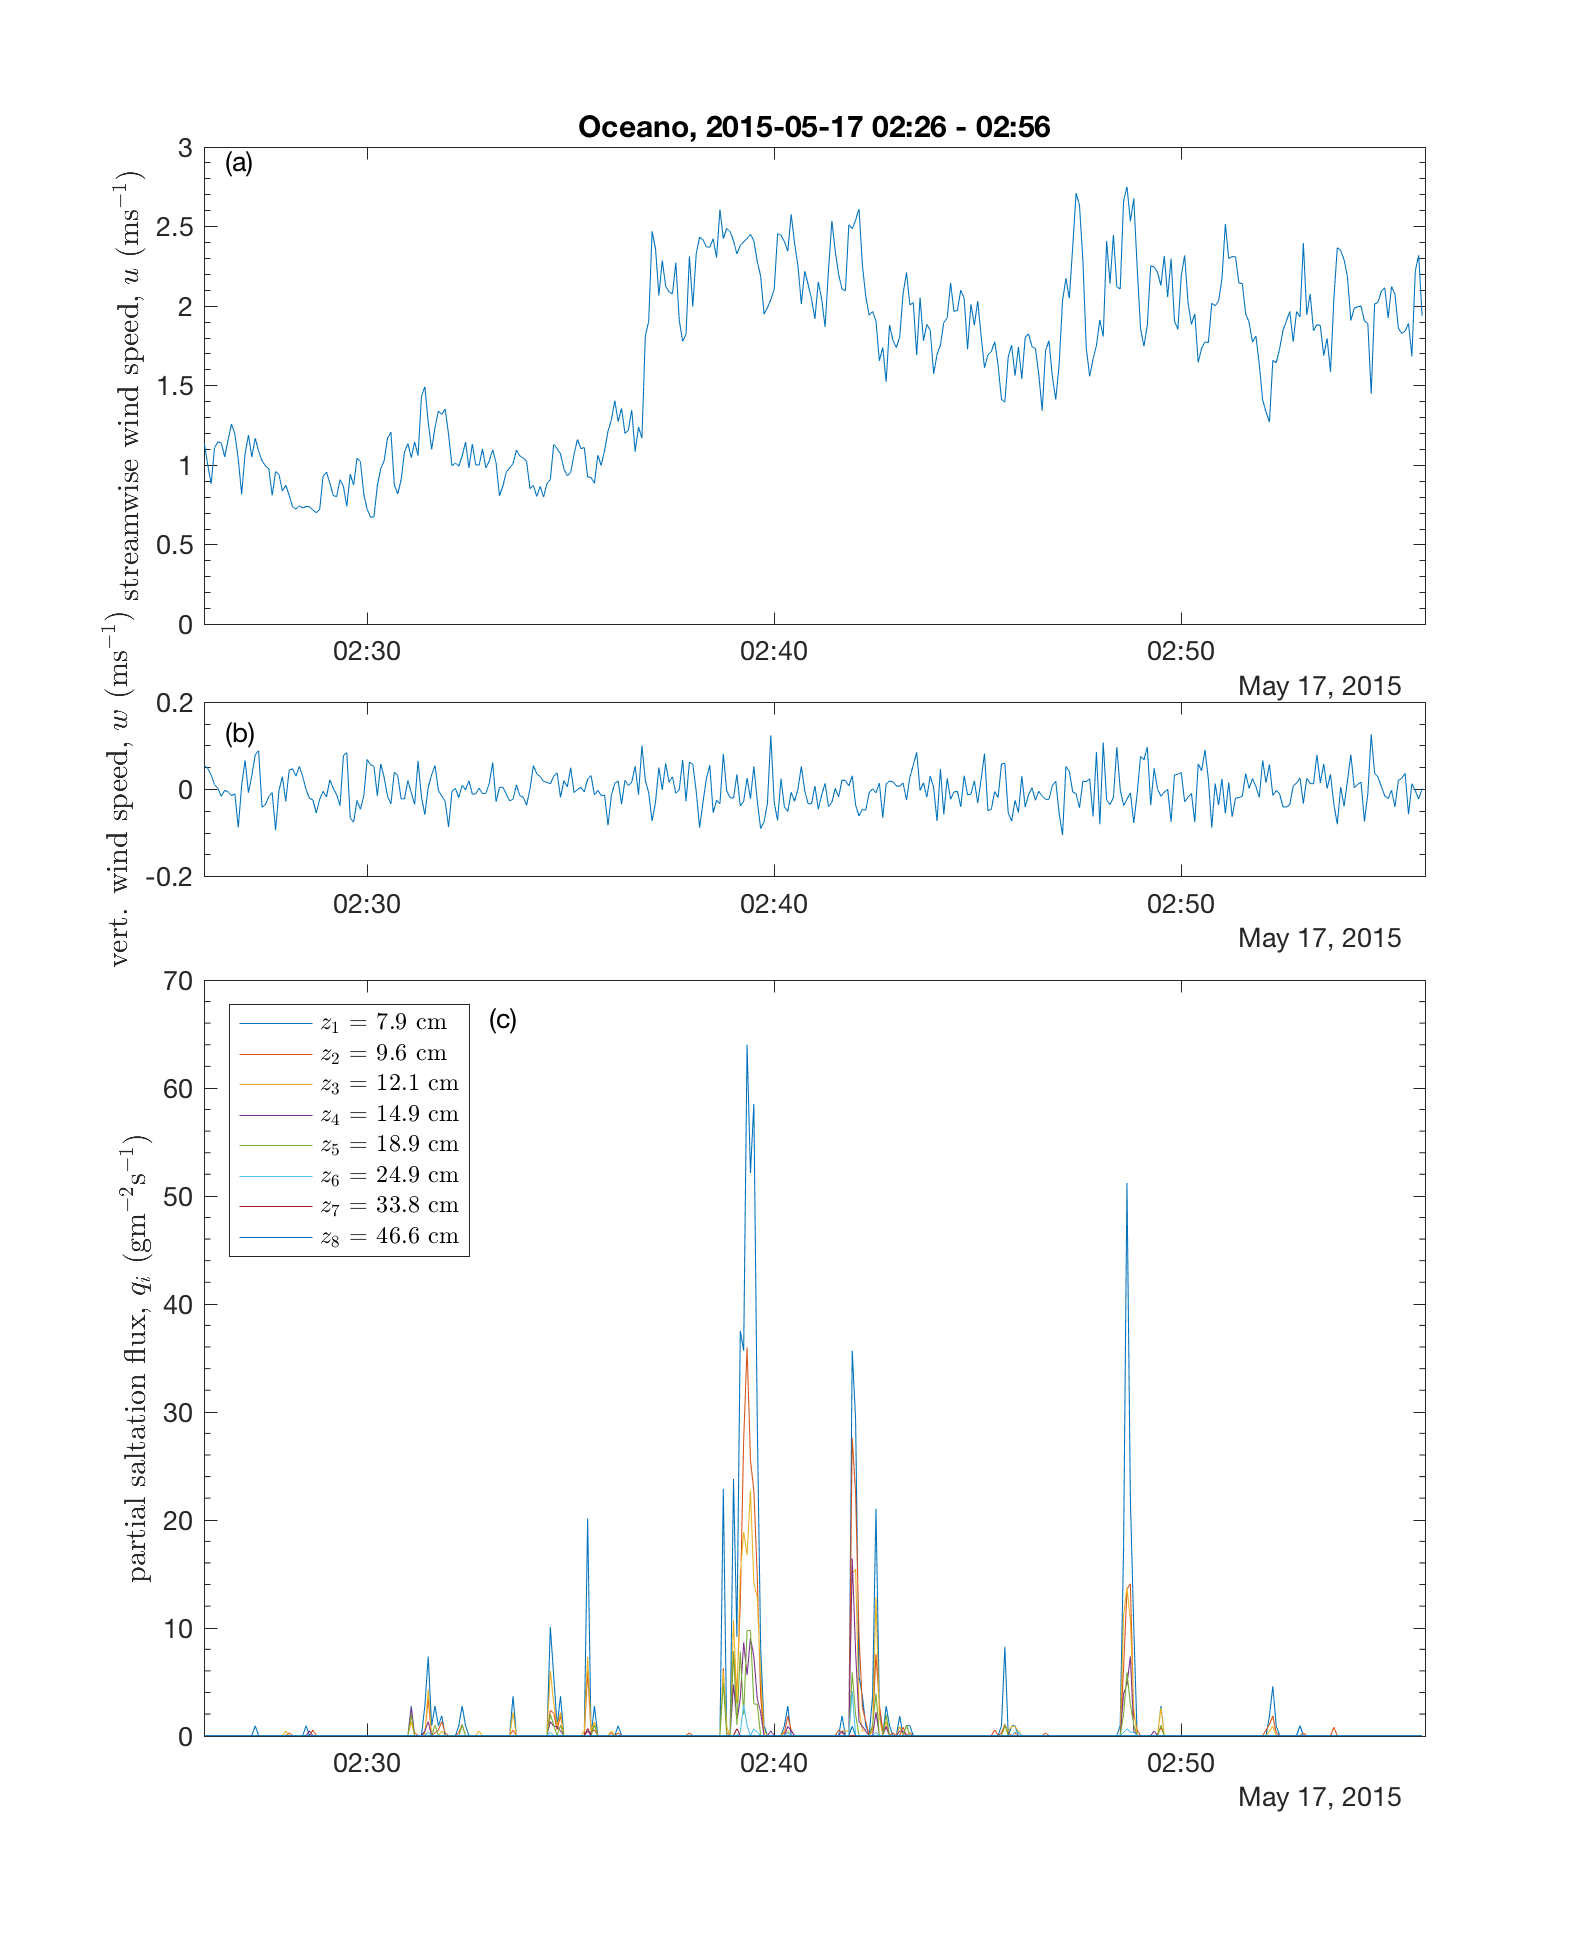 Oceano, 2015-05-17 02:26 - 02:56
(a)
streamwise wind speed, u (ms⁻¹)
3
2.5
2
1.5
1
0.5
0
02:30 02:40 02:50
May 17, 2015
(b)
vert. wind speed, w (ms⁻¹)
0.2
0
-0.2
02:30 02:40 02:50
May 17, 2015
(c)
partial saltation flux, qᵢ (gm⁻²s⁻¹)
70
60
50
40
30
20
10
0
z₁ = 7.9 cm
z₂ = 9.6 cm
z₃ = 12.1 cm
z₄ = 14.9 cm
z₅ = 18.9 cm
z₆ = 24.9 cm
z₇ = 33.8 cm
z₈ = 46.6 cm
02:30 02:40 02:50
May 17, 2015